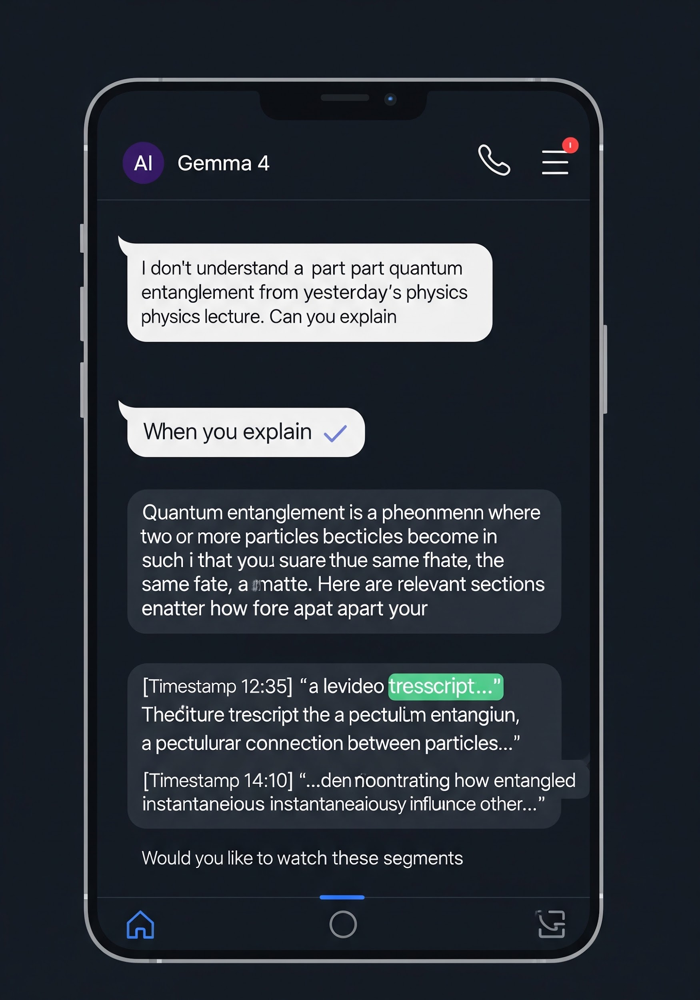 AI Gemma 4
I don't understand a part part quantum
entanglement from yesterday's physics
physics lecture. Can you explain
When you explain
Quantum entanglement is a pheonmenn where
two or more particles becticles become in
such i that you suare thue same fhate, the
same fate, a matte. Here are relevant sections
enatter how fore apat apart your
[Timestamp 12:35] “a levideo tresscript...”
Theciture trescript the a pectulim entangiun,
a pectulurar connection between particles...”
[Timestamp 14:10] “...den noontrating how entangled
instantaneious instantaneaiousy influince other...”
Would you like to watch these segments